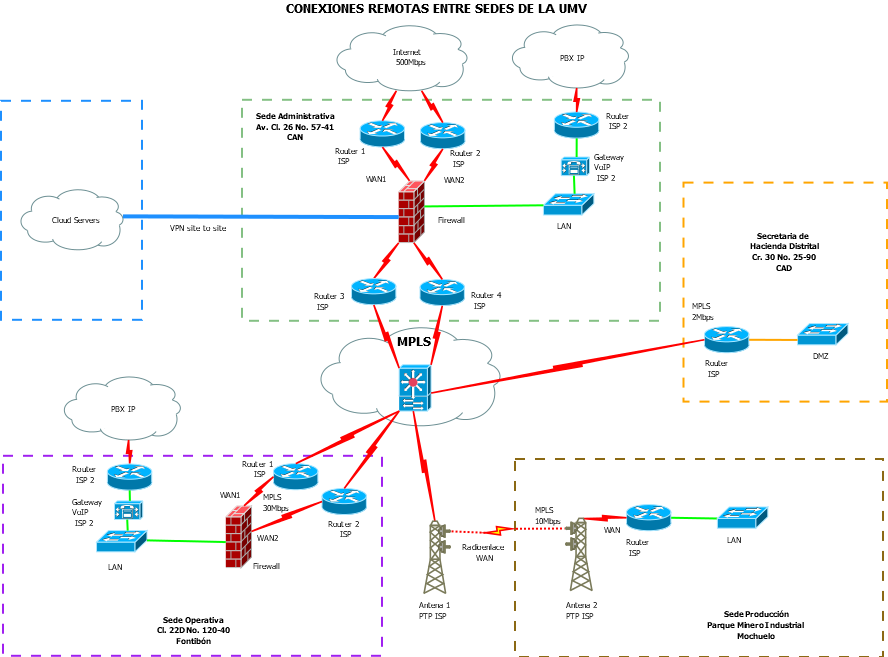 CONEXIONES REMOTAS ENTRE SEDES DE LA UMV
Internet
500Mbps
PBX IP
Sede Administrativa
Av. Cl. 26 No. 57-41
CAN
Router 1
ISP
Router 2
ISP
Router
ISP 2
Gateway
VoIP
ISP 2
WAN1
WAN2
Cloud Servers
VPN site to site
Firewall
LAN
Router 3
ISP
Router 4
ISP
Secretaria de
Hacienda Distrital
Cr. 30 No. 25-90
CAD
MPLS
2Mbps
Router
ISP
DMZ
MPLS
PBX IP
Router
ISP 2
Gateway
VoIP
ISP 2
LAN
Router 1
ISP
WAN1
MPLS
30Mbps
Router 2
ISP
WAN2
Firewall
Sede Operativa
Cl. 22D No. 120-40
Fontibón
Radioenlace
WAN
Antena 1
PTP ISP
MPLS
10Mbps
WAN
Router
ISP
LAN
Antena 2
PTP ISP
Sede Producción
Parque Minero Industrial
Mochuelo